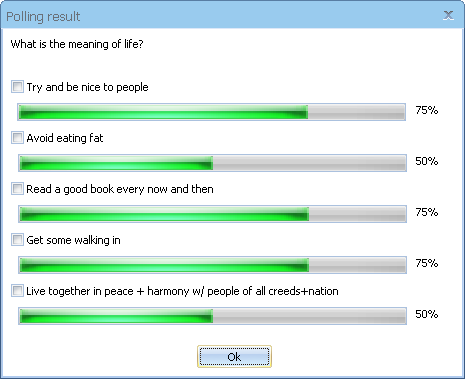 Polling result
What is the meaning of life?
Try and be nice to people
75%
Avoid eating fat
50%
Read a good book every now and then
75%
Get some walking in
75%
Live together in peace + harmony w/ people of all creeds+nation
50%
Ok